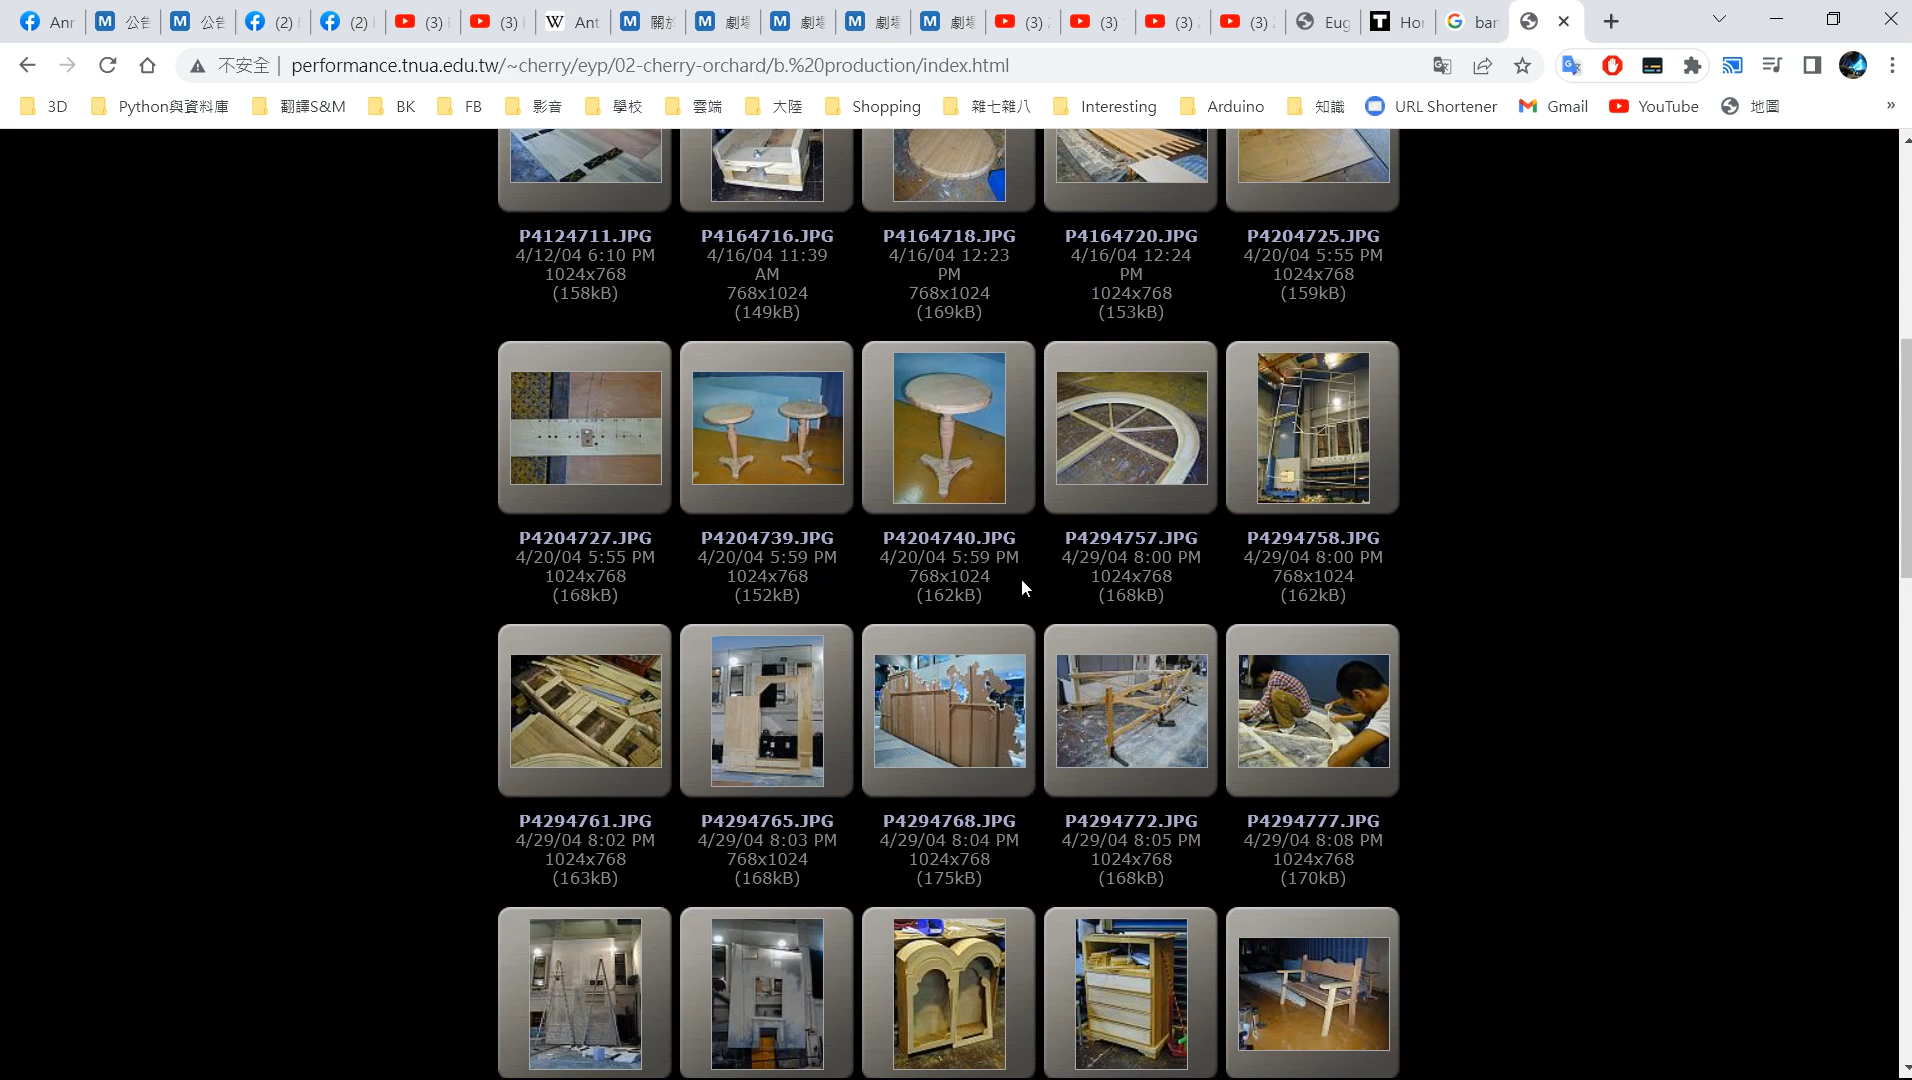 Anr
公告
公告
(2)
(2)
(3)
(3)
Ant
關於
劇場
劇場
劇場
劇場
(3)
(3)
(3)
(3)
Eug
Hor
bar
不安全 | performance.tnua.edu.tw/~cherry/eyp/02-cherry-orchard/b.%20production/index.html
3D
Python與資料庫
翻譯S&M
BK
FB
影音
學校
雲端
大陸
Shopping
雜七雜八
Interesting
Arduino
知識
URL Shortener
Gmail
YouTube
地圖
»
P4124711.JPG
4/12/04 6:10 PM
1024x768
(158kB)
P4164716.JPG
4/16/04 11:39
AM
768x1024
(149kB)
P4164718.JPG
4/16/04 12:23
PM
768x1024
(169kB)
P4164720.JPG
4/16/04 12:24
PM
1024x768
(153kB)
P4204725.JPG
4/20/04 5:55 PM
1024x768
(159kB)
P4204727.JPG
4/20/04 5:55 PM
1024x768
(168kB)
P4204739.JPG
4/20/04 5:59 PM
1024x768
(152kB)
P4204740.JPG
4/20/04 5:59 PM
768x1024
(162kB)
P4294757.JPG
4/29/04 8:00 PM
1024x768
(168kB)
P4294758.JPG
4/29/04 8:00 PM
768x1024
(162kB)
P4294761.JPG
4/29/04 8:02 PM
1024x768
(163kB)
P4294765.JPG
4/29/04 8:03 PM
768x1024
(168kB)
P4294768.JPG
4/29/04 8:04 PM
1024x768
(175kB)
P4294772.JPG
4/29/04 8:05 PM
1024x768
(168kB)
P4294777.JPG
4/29/04 8:08 PM
1024x768
(170kB)